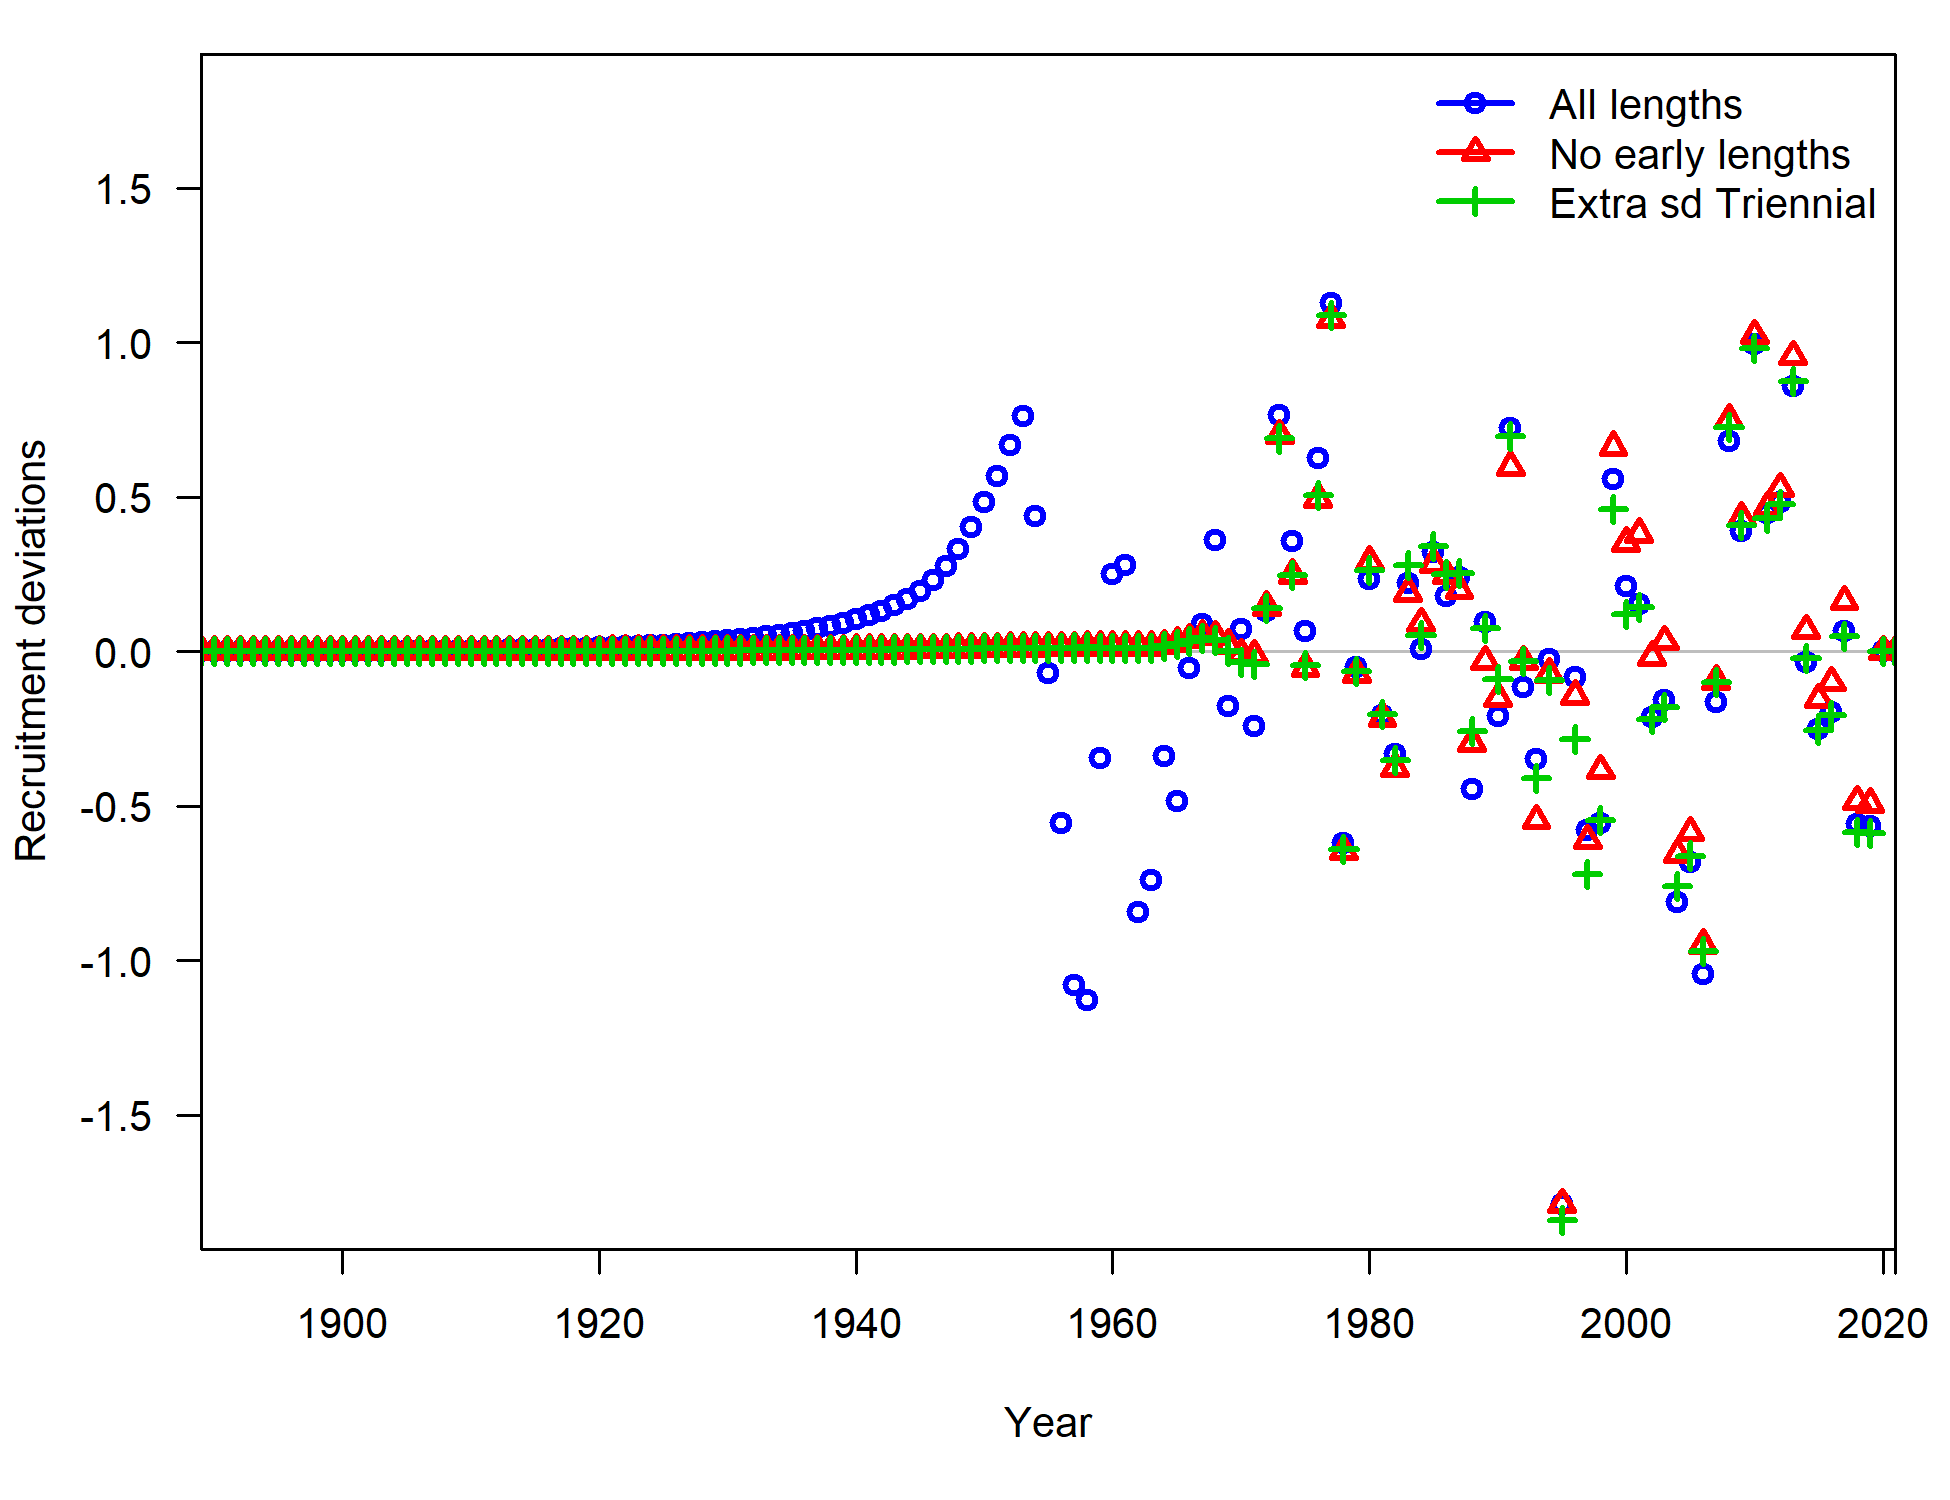 All lengths
No early lengths
Extra sd Triennial
Recruitment deviations
1.5
1.0
0.5
0.0
-0.5
-1.0
-1.5
1900 1920 1940 1960 1980 2000 2020
Year